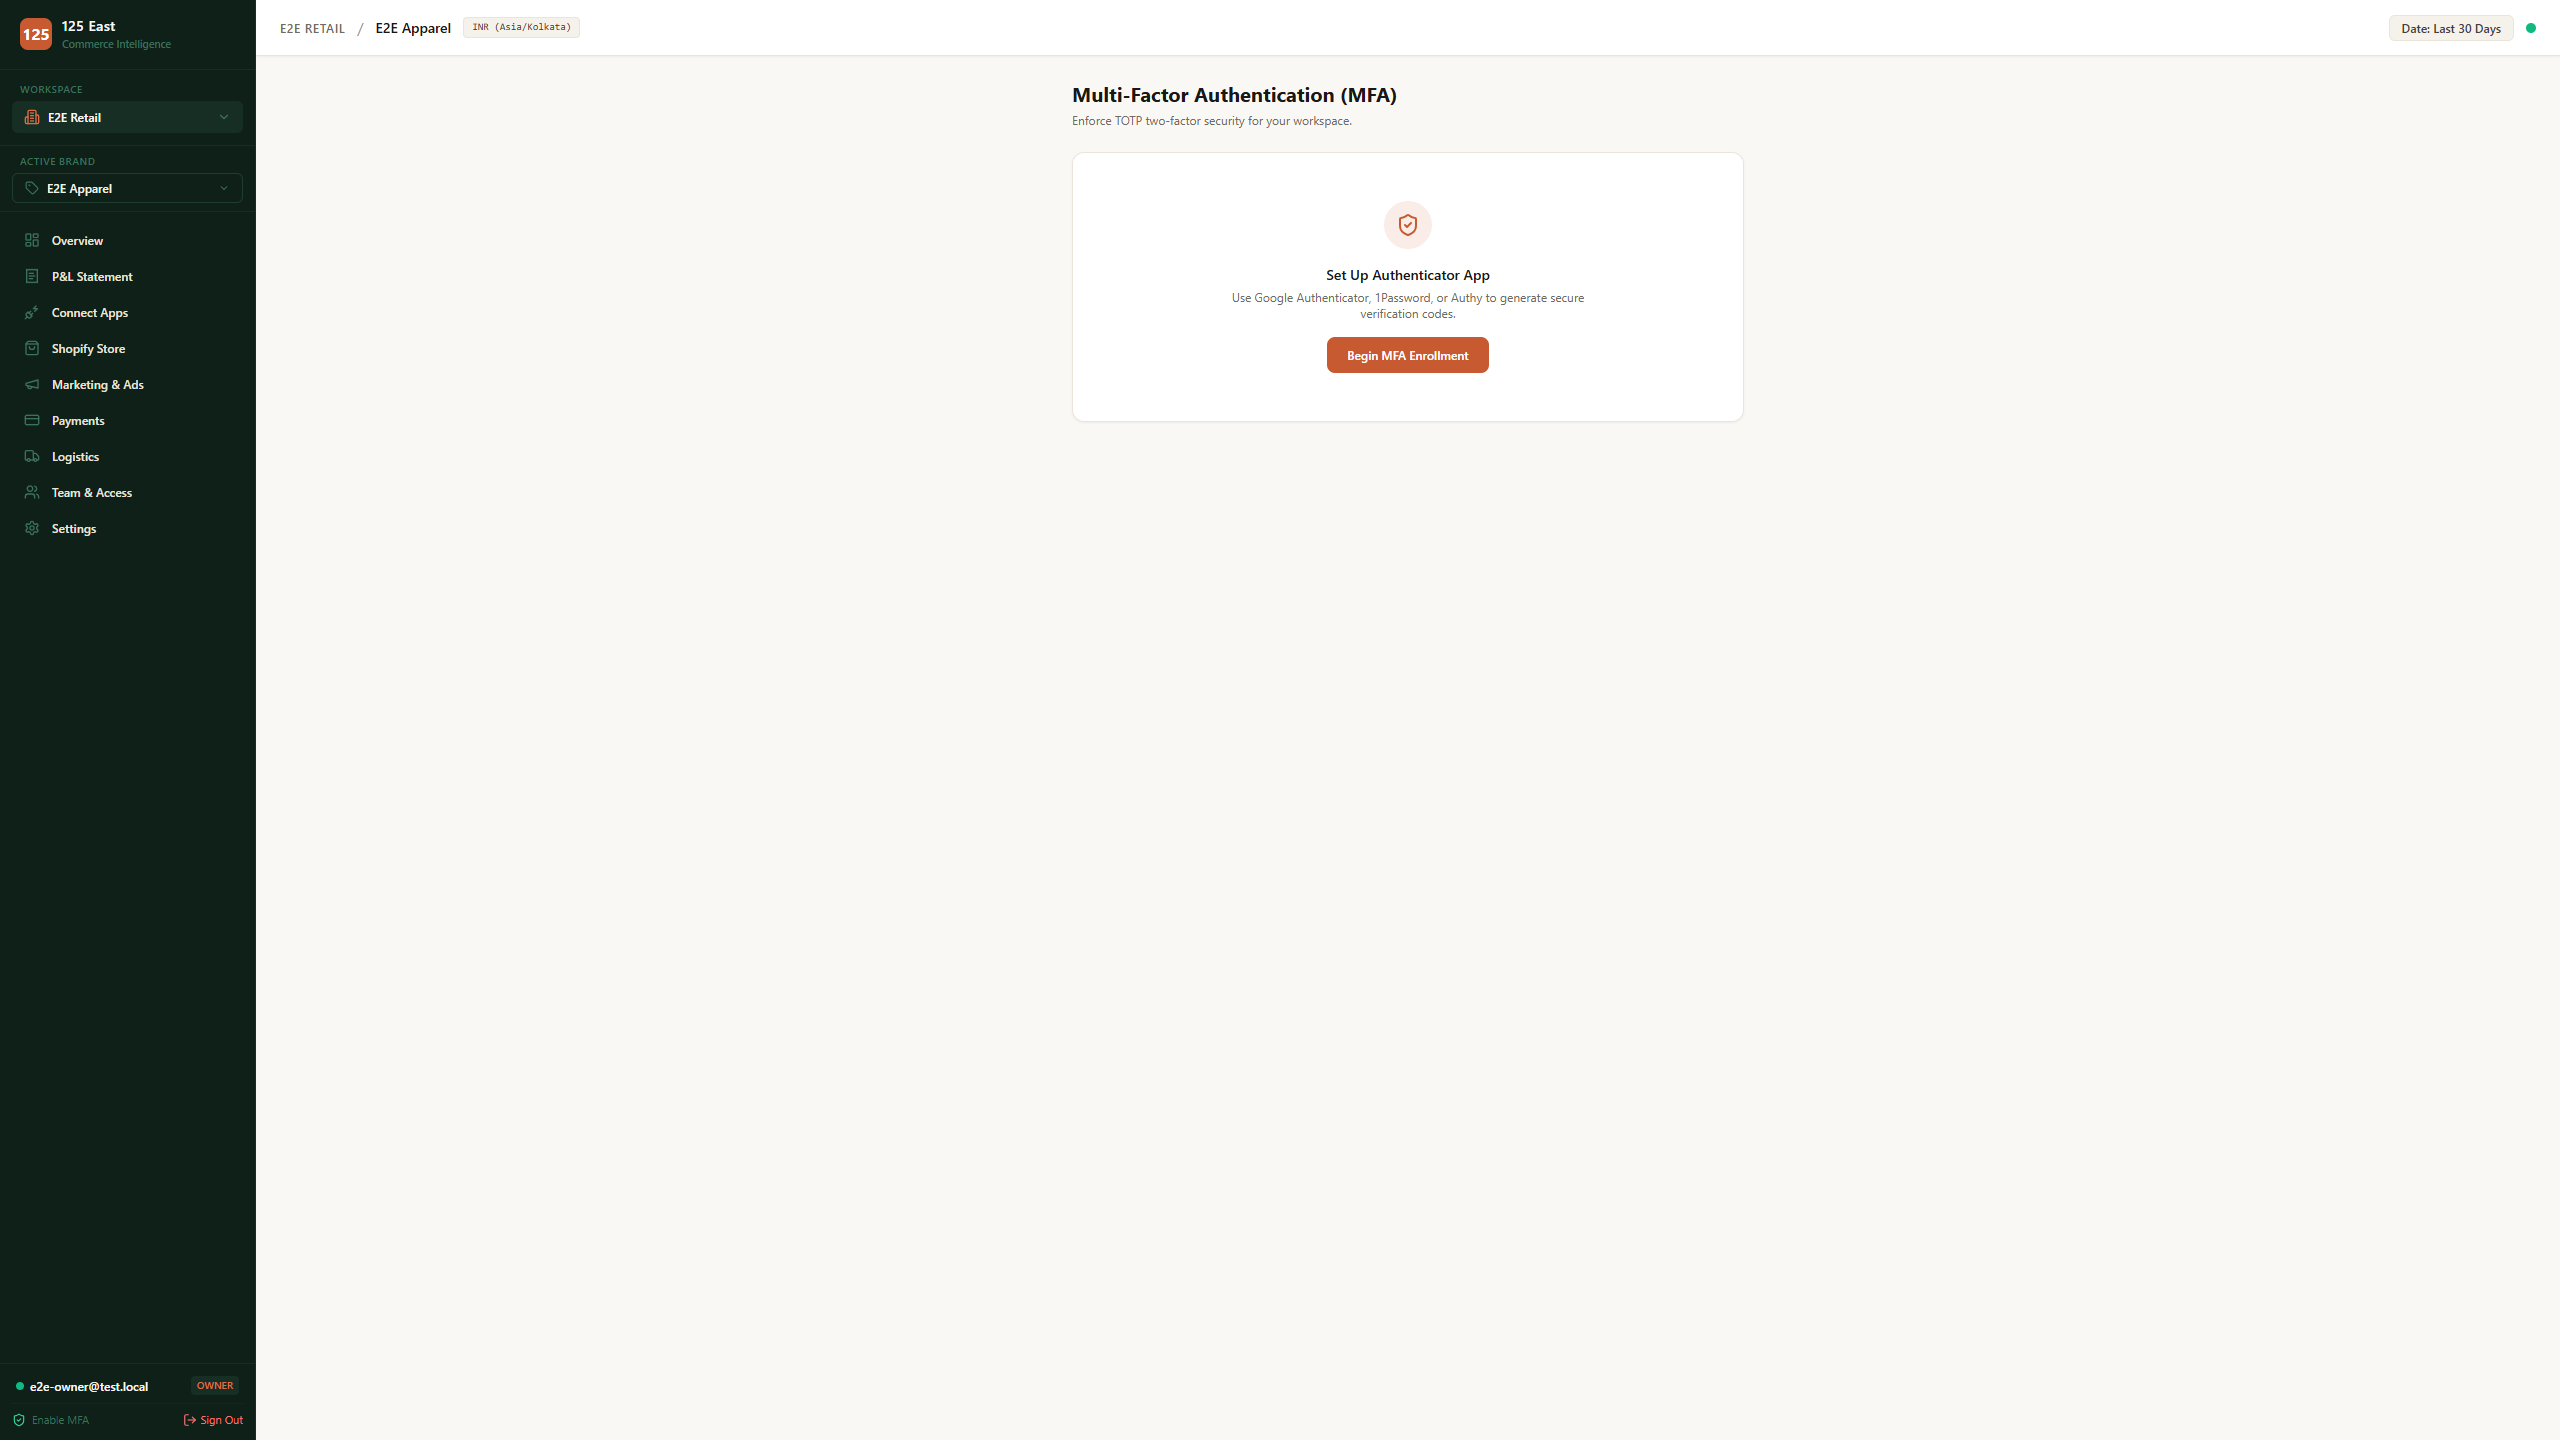 125
125 East
Commerce Intelligence
WORKSPACE
E2E Retail
ACTIVE BRAND
E2E Apparel
Overview
P&L Statement
Connect Apps
Shopify Store
Marketing & Ads
Payments
Logistics
Team & Access
Settings
e2e-owner@test.local OWNER
Enable MFA Sign Out
E2E RETAIL / E2E Apparel INR (Asia/Kolkata) Date: Last 30 Days
Multi-Factor Authentication (MFA)
Enforce TOTP two-factor security for your workspace.
Set Up Authenticator App
Use Google Authenticator, 1Password, or Authy to generate secure
verification codes.
Begin MFA Enrollment